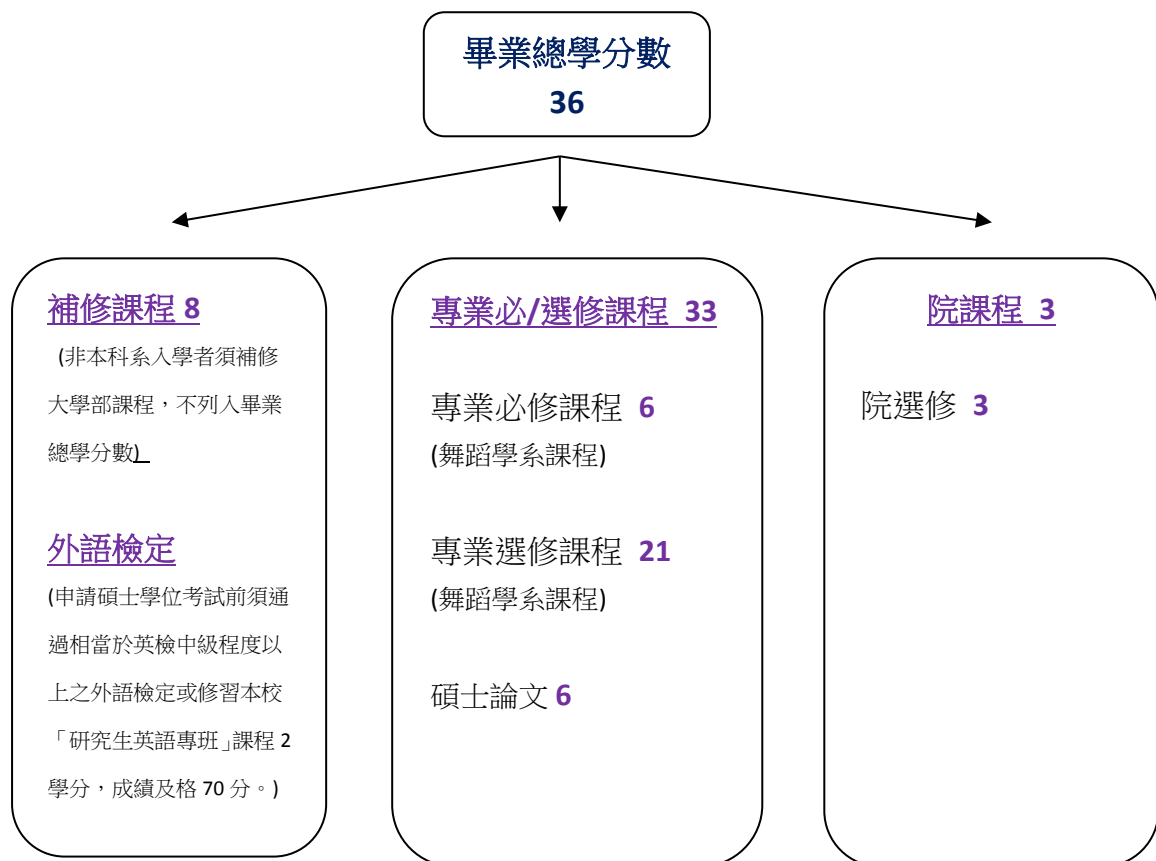 畢業總學分數
36
補修課程 8
(非本科系入學者須補修
大學部課程，不列入畢業
總學分數)
外語檢定
(申請碩士學位考試前須通
過相當於英檢中級程度以
上之外語檢定或修習本校
「研究生英語專班」課程 2
學分，成績及格 70 分。)
專業必/選修課程 33
專業必修課程 6
(舞蹈學系課程)
專業選修課程 21
(舞蹈學系課程)
碩士論文 6
院課程 3
院選修 3